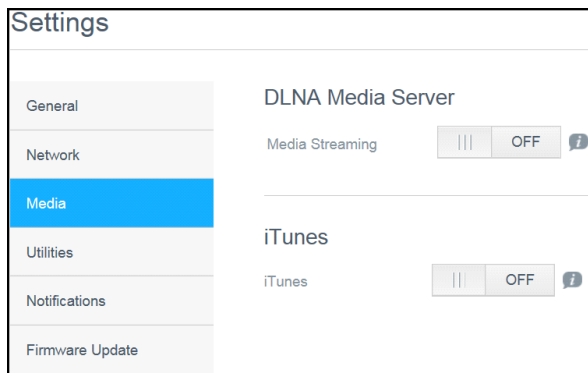 Settings
General
Network
Media
Utilities
Notifications
Firmware Update
DLNA Media Server
Media Streaming OFF
iTunes
iTunes OFF